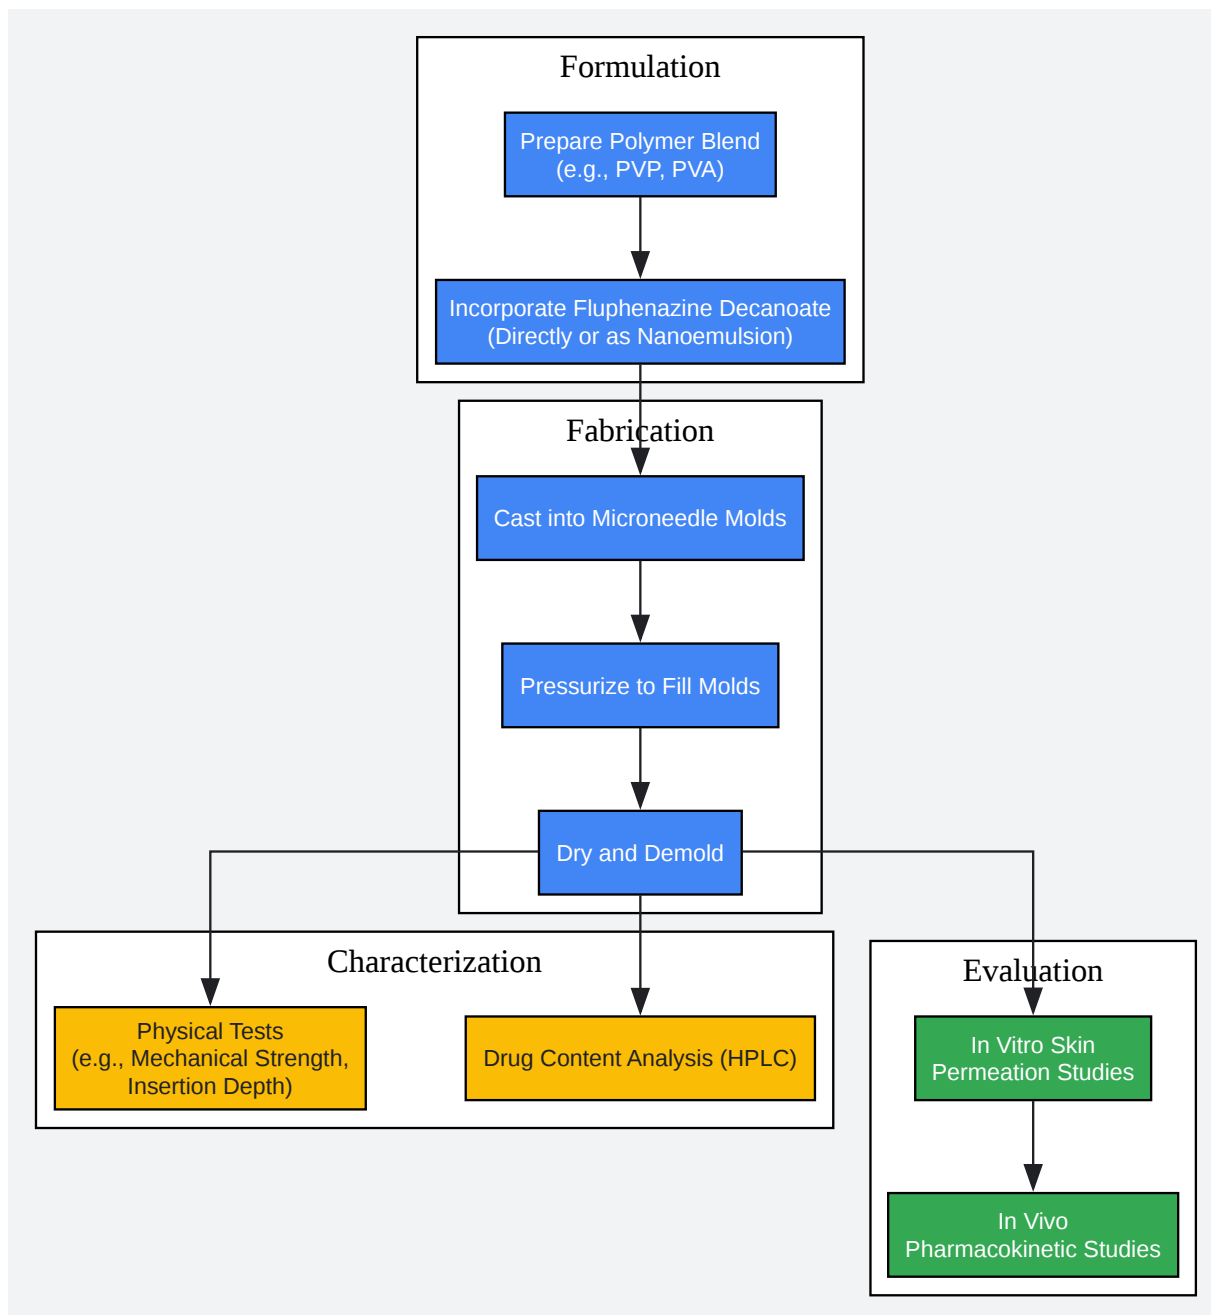 Formulation
Prepare Polymer Blend
(e.g., PVP, PVA)
Incorporate Fluphenazine Decanoate
(Directly or as Nanoemulsion)
Fabrication
Cast into Microneedle Molds
Pressurize to Fill Molds
Dry and Demold
Characterization
Physical Tests
(e.g., Mechanical Strength,
Insertion Depth)
Drug Content Analysis (HPLC)
Evaluation
In Vitro Skin
Permeation Studies
In Vivo
Pharmacokinetic Studies